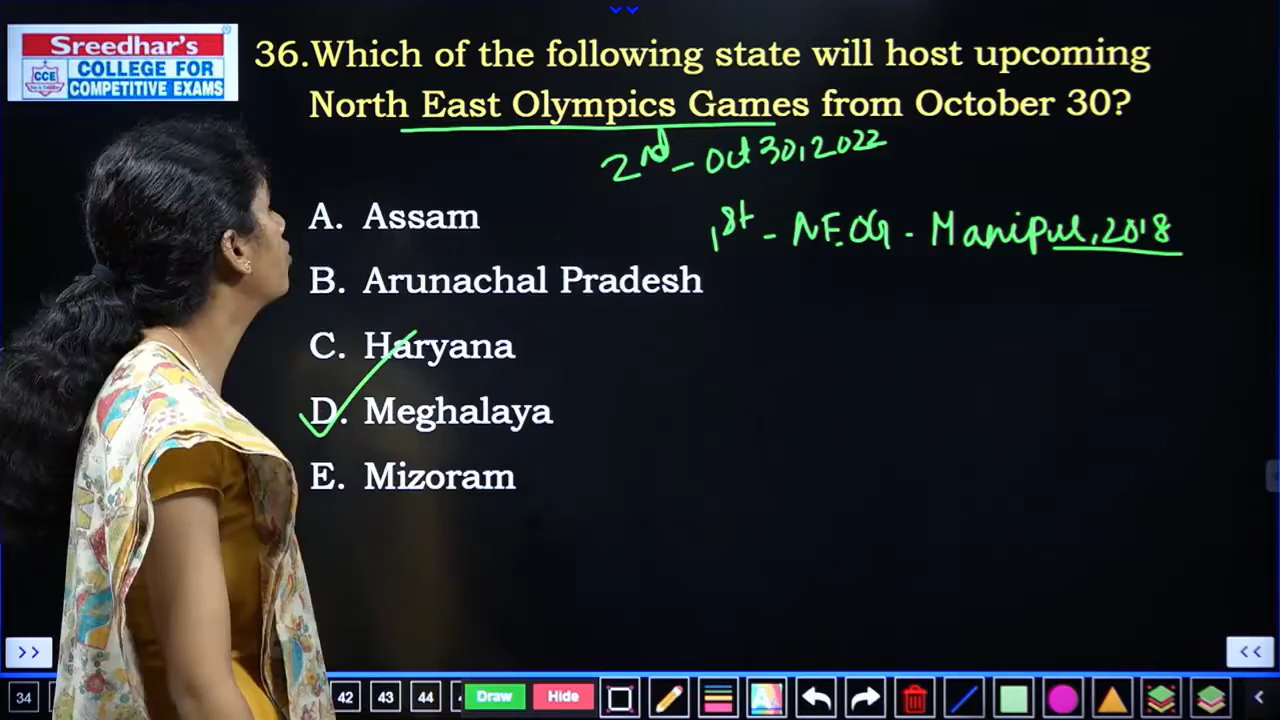 Sreedhar's
CCE
COLLEGE FOR
COMPETITIVE EXAMS
36.Which of the following state will host upcoming
North East Olympics Games from October 30?
2nd - Oct 30, 2022
A. Assam
1st - N.E.OG - Manipur, 2018
B. Arunachal Pradesh
C. Haryana
D. Meghalaya
E. Mizoram
>>
<<
34
42
43
44
Draw
Hide
A
<